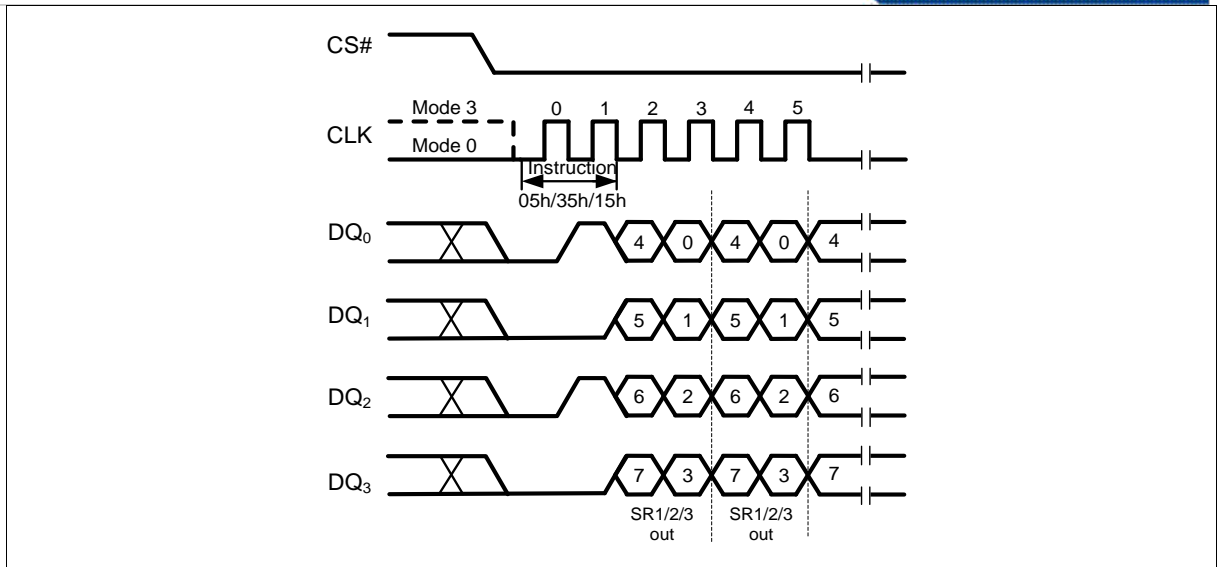 CS#
Mode 3
0 1 2 3 4 5
CLK
Mode 0
Instruction
05h/35h/15h
DQ0
4 0 4 0 4
DQ1
5 1 5 1 5
DQ2
6 2 6 2 6
DQ3
7 3 7 3 7
SR1/2/3 SR1/2/3
out out